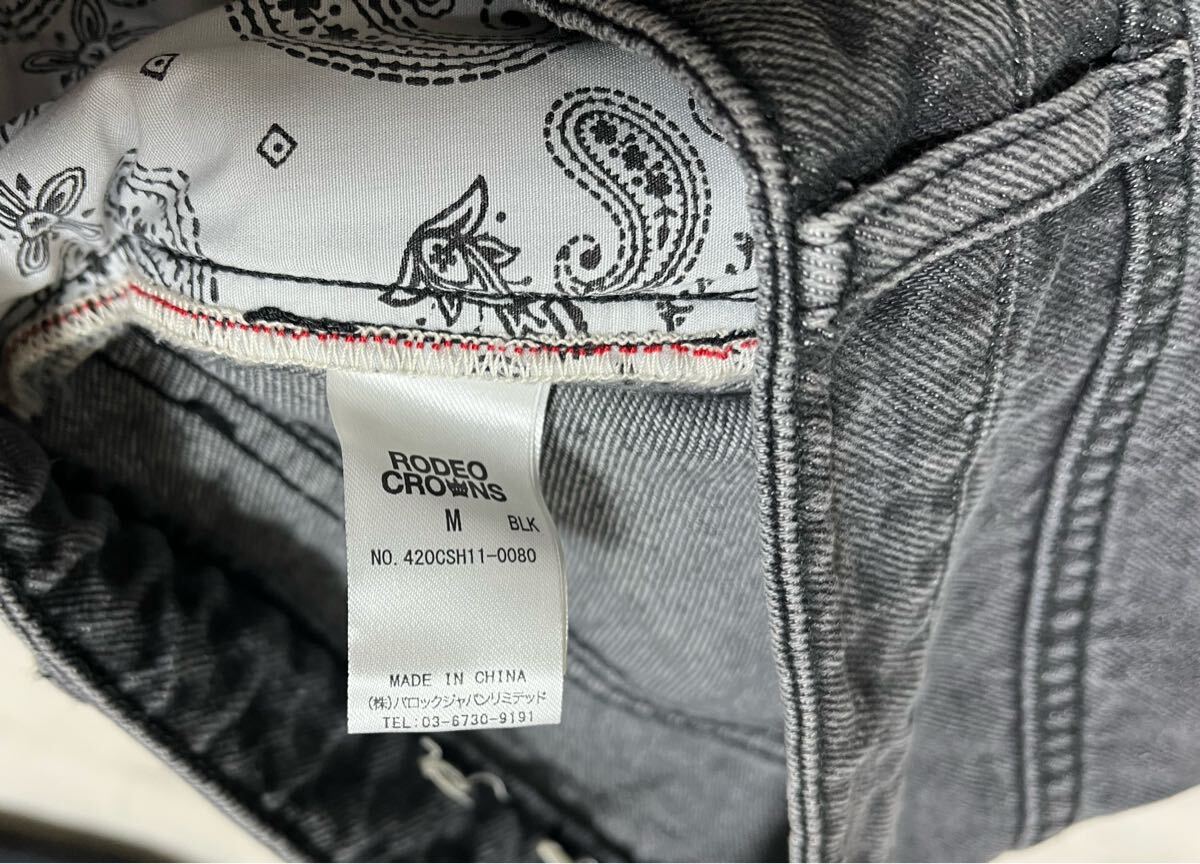 RODEO
CROWNS
M BLK
NO. 420CSH11-0080
MADE IN CHINA
(株)バロックジャパンリミテッド
TEL:03-6730-9191